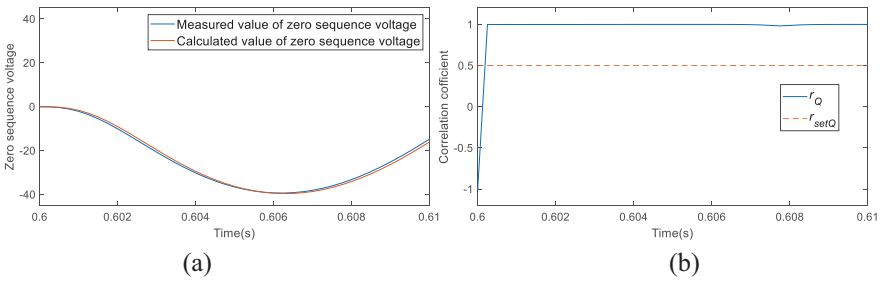 Measured value of zero sequence voltage
Calculated value of zero sequence voltage
Zero sequence voltage
40
20
0
-20
-40
0.6 0.602 0.604 0.606 0.608 0.61
Time(s)
(a)
Correlation cofficient
1
0.5
0
-0.5
-1
r_Q
r_setQ
0.6 0.602 0.604 0.606 0.608 0.61
Time(s)
(b)